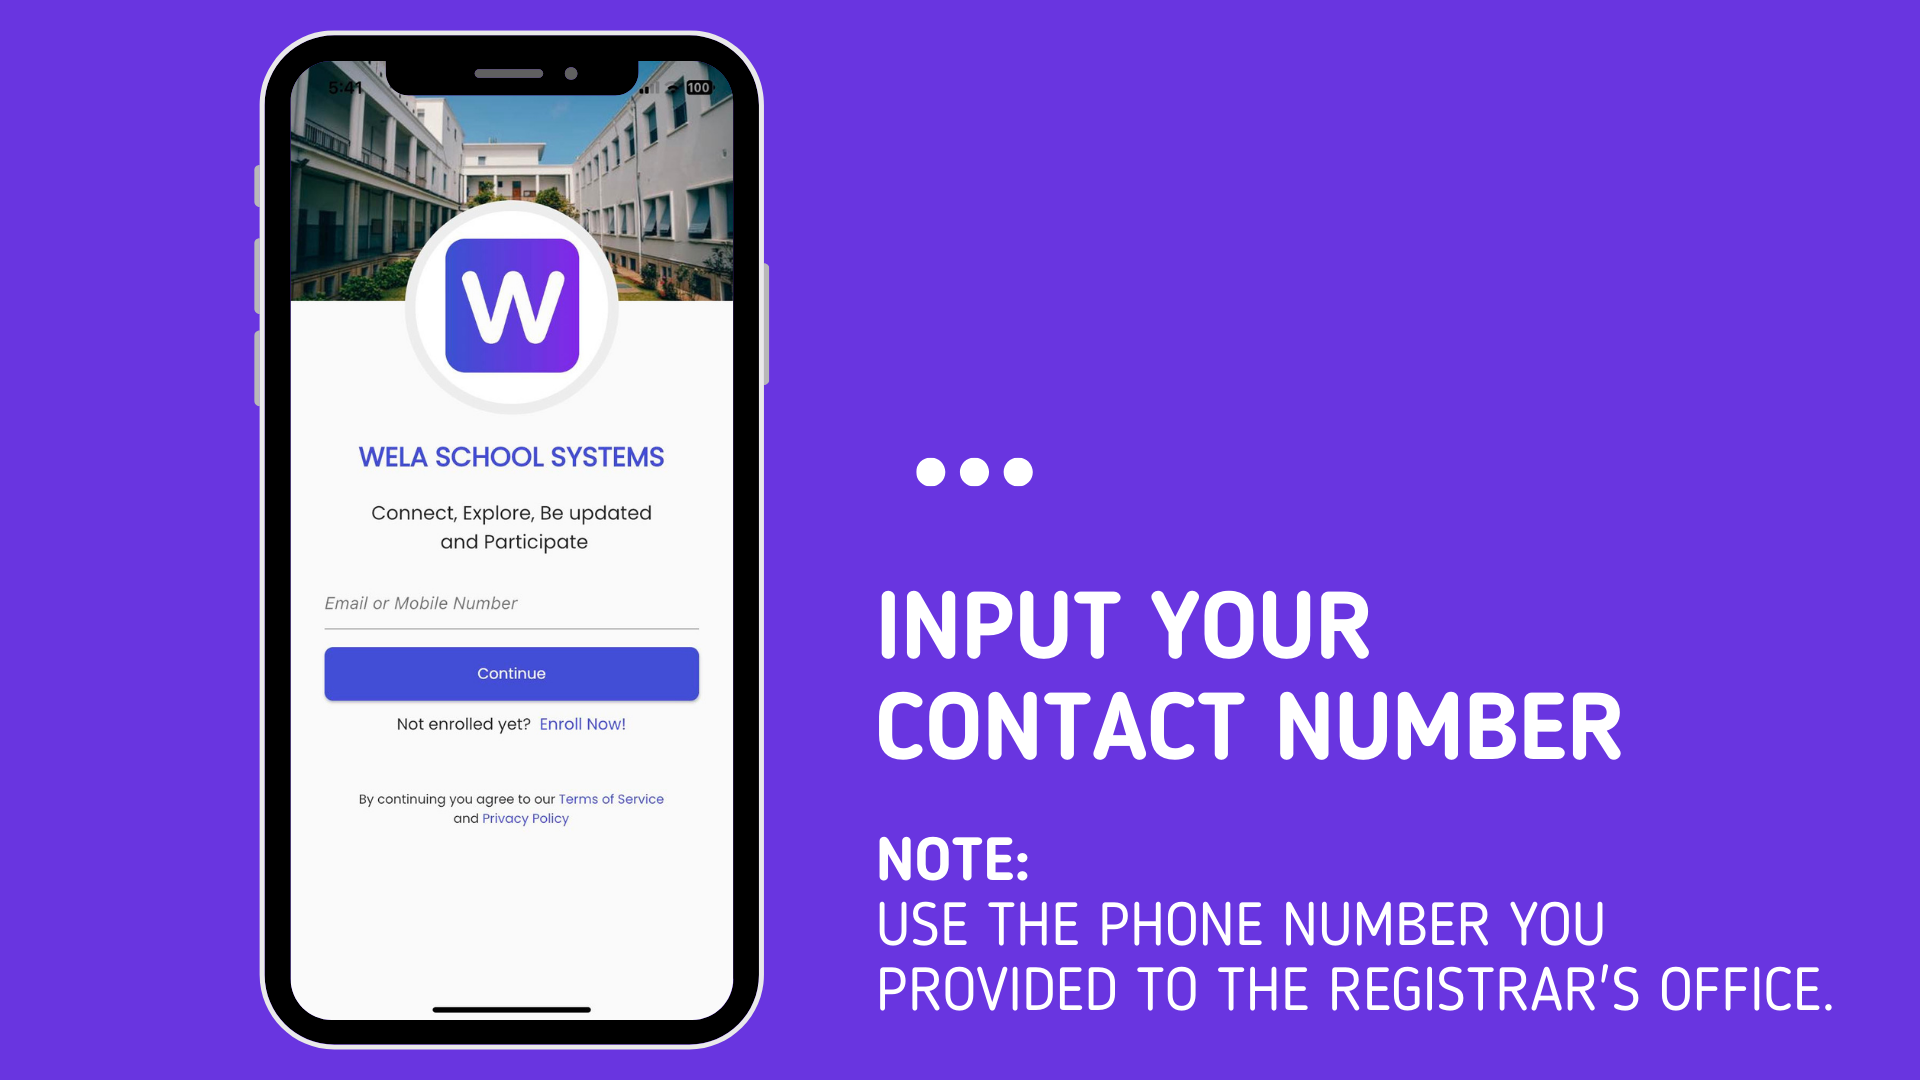 5:41
100
W
WELA SCHOOL SYSTEMS
Connect, Explore, Be updated
and Participate
Email or Mobile Number
Continue
Not enrolled yet? Enroll Now!
By continuing you agree to our Terms of Service
and Privacy Policy
INPUT YOUR
CONTACT NUMBER
NOTE:
USE THE PHONE NUMBER YOU
PROVIDED TO THE REGISTRAR'S OFFICE.